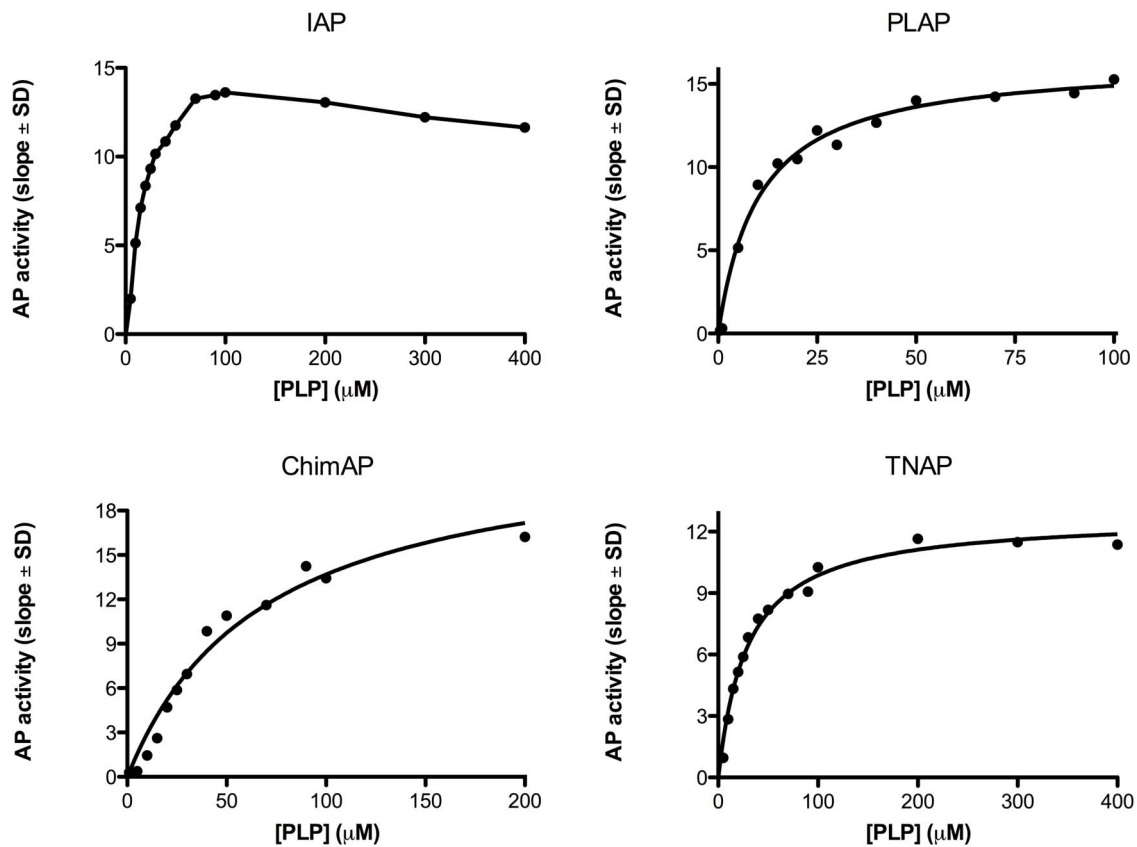 IAP
AP activity (slope ± SD)
15
10
5
0
0 100 200 300 400
[PLP] (μM)
PLAP
AP activity (slope ± SD)
15
10
5
0
0 25 50 75 100
[PLP] (μM)
ChimAP
AP activity (slope ± SD)
18
15
12
9
6
3
0
0 50 100 150 200
[PLP] (μM)
TNAP
AP activity (slope ± SD)
12
9
6
3
0
0 100 200 300 400
[PLP] (μM)